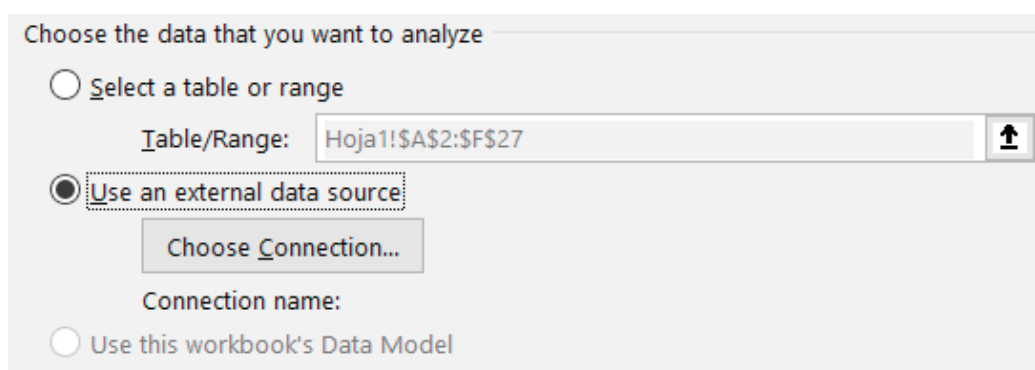 Choose the data that you want to analyze
Select a table or range
Table/Range: Hoja1!$A$2:$F$27
Use an external data source
Choose Connection...
Connection name:
Use this workbook's Data Model